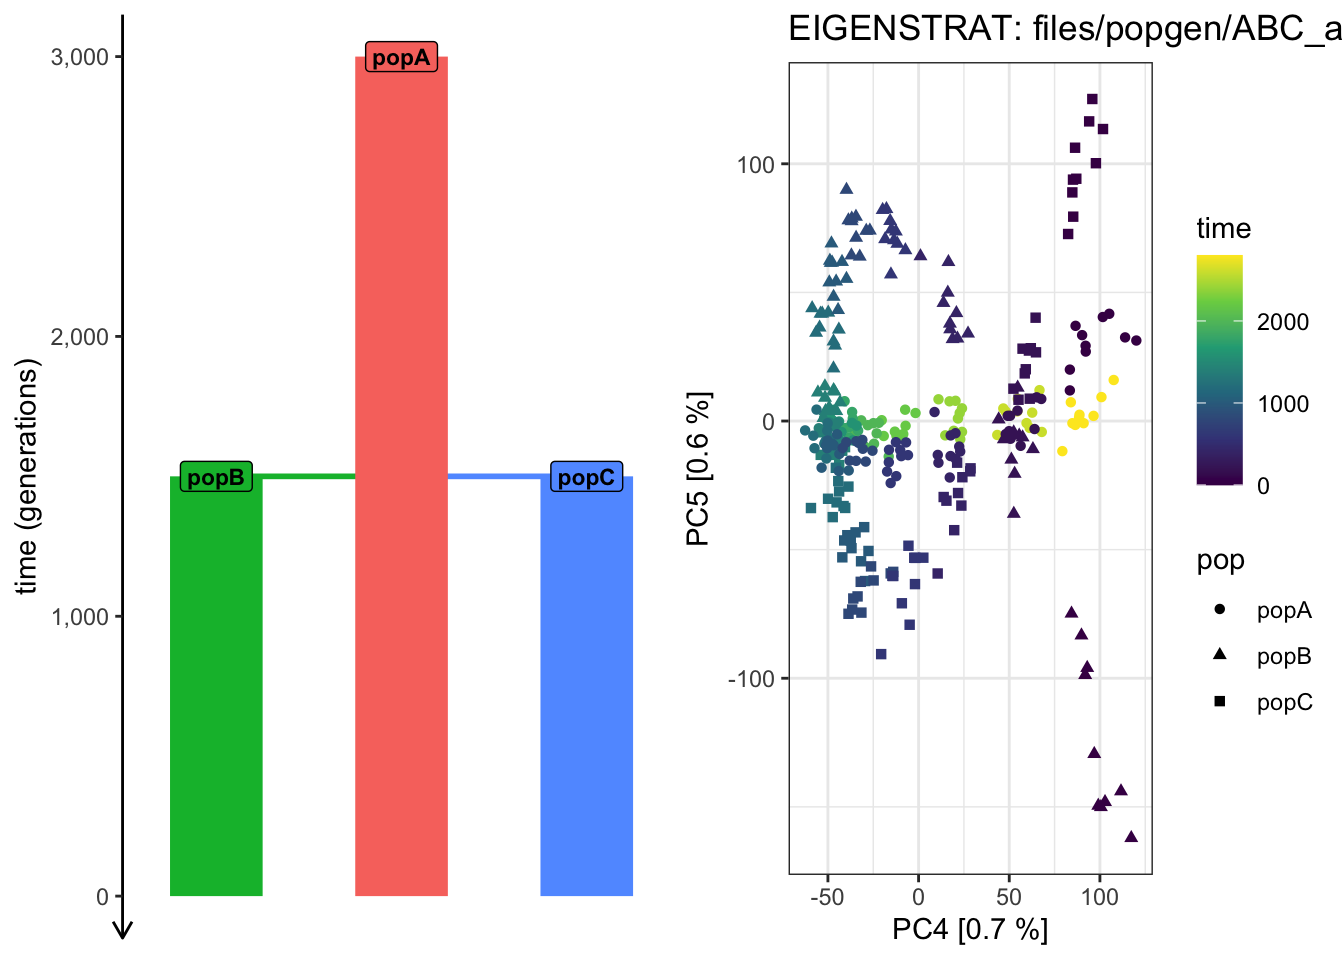 3,000
2,000
1,000
0
time (generations)
popA
popB
popC
EIGENSTRAT: files/popgen/ABC_a
100
0
-100
PC5 [0.6 %]
-50
0
50
100
PC4 [0.7 %]
time
2000
1000
0
pop
popA
popB
popC